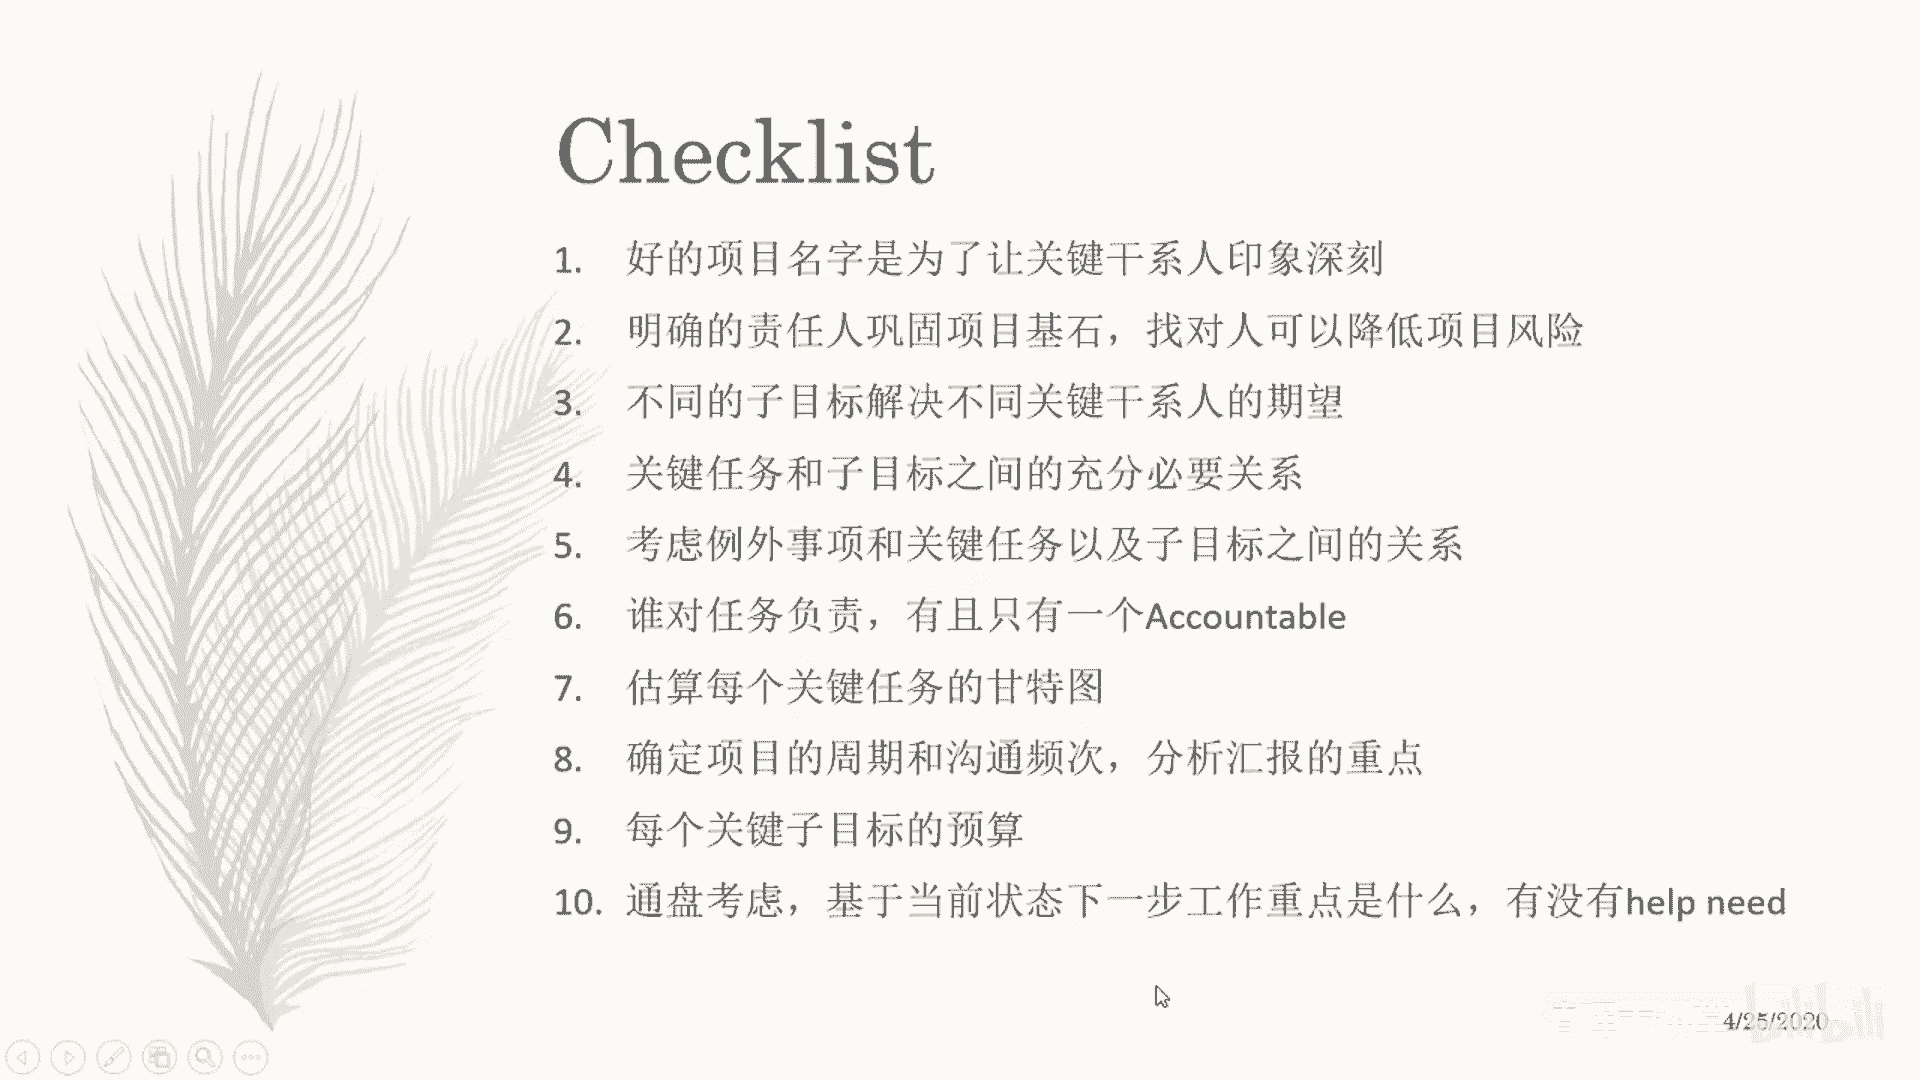 Checklist
1. 好的项目名字是为了让关键干系人印象深刻
2. 明确的责任人巩固项目基石，找对人可以降低项目风险
3. 不同的子目标解决不同关键干系人的期望
4. 关键任务和子目标之间的充分必要关系
5. 考虑例外事项和关键任务以及子目标之间的关系
6. 谁对任务负责，有且只有一个Accountable
7. 估算每个关键任务的甘特图
8. 确定项目的周期和沟通频次，分析汇报的重点
9. 每个关键子目标的预算
10. 通盘考虑，基于当前状态下一步工作重点是什么，有没有help need
4/25/2020
bilibili